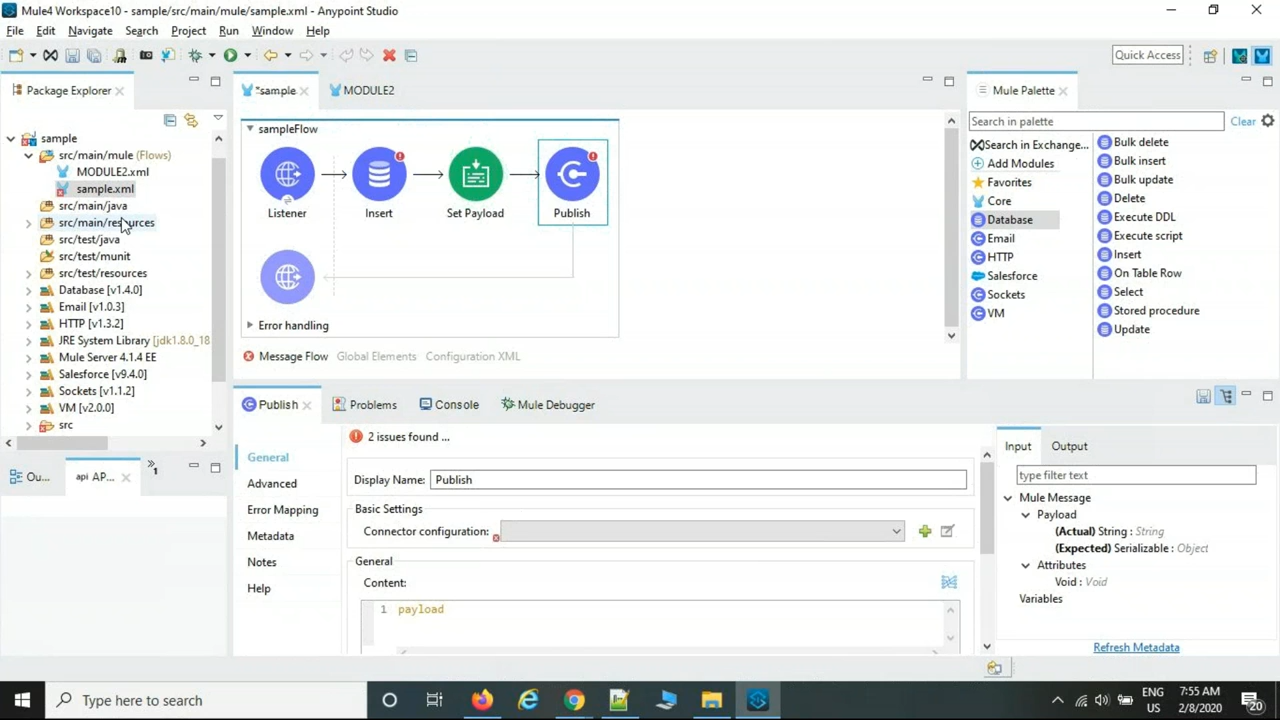 Mule4 Workspace10 - sample/src/main/mule/sample.xml - Anypoint Studio
File Edit Navigate Search Project Run Window Help
Quick Access
Package Explorer
*sample
MODULE2
Mule Palette
Search in palette
Clear
sample
src/main/mule (Flows)
MODULE2.xml
sample.xml
src/main/java
src/main/resources
src/test/java
src/test/munit
src/test/resources
Database [v1.4.0]
Email [v1.0.3]
HTTP [v1.3.2]
JRE System Library [jdk1.8.0_18
Mule Server 4.1.4 EE
Salesforce [v9.4.0]
Sockets [v1.1.2]
VM [v2.0.0]
src
sampleFlow
Listener
Insert
Set Payload
Publish
Error handling
Message Flow
Global Elements
Configuration XML
Search in Exchange...
Add Modules
Favorites
Core
Database
Email
HTTP
Salesforce
Sockets
VM
Bulk delete
Bulk insert
Bulk update
Delete
Execute DDL
Execute script
Insert
On Table Row
Select
Stored procedure
Update
Ou...
api AP...
1
Publish
Problems
Console
Mule Debugger
General
Advanced
Error Mapping
Metadata
Notes
Help
2 issues found ...
Display Name: Publish
Basic Settings
Connector configuration:
General
Content:
1 payload
Input
Output
type filter text
Mule Message
Payload
(Actual) String : String
(Expected) Serializable : Object
Attributes
Void : Void
Variables
Refresh Metadata
Type here to search
ENG
US
7:55 AM
2/8/2020
20